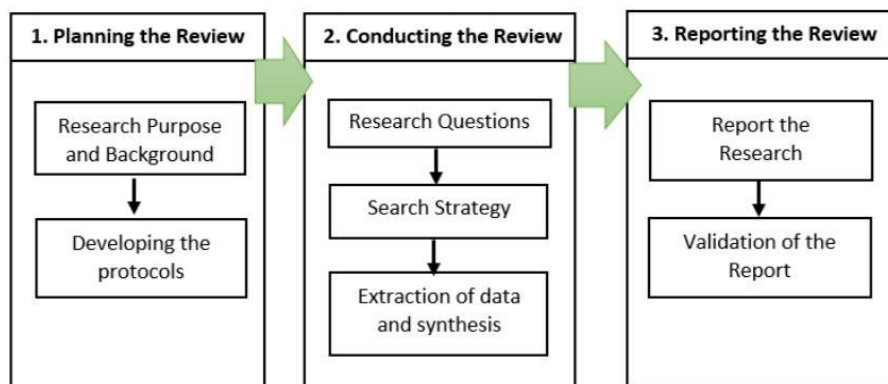 1. Planning the Review
Research Purpose
and Background
Developing the
protocols
2. Conducting the Review
Research Questions
Search Strategy
Extraction of data
and synthesis
3. Reporting the Review
Report the
Research
Validation of the
Report